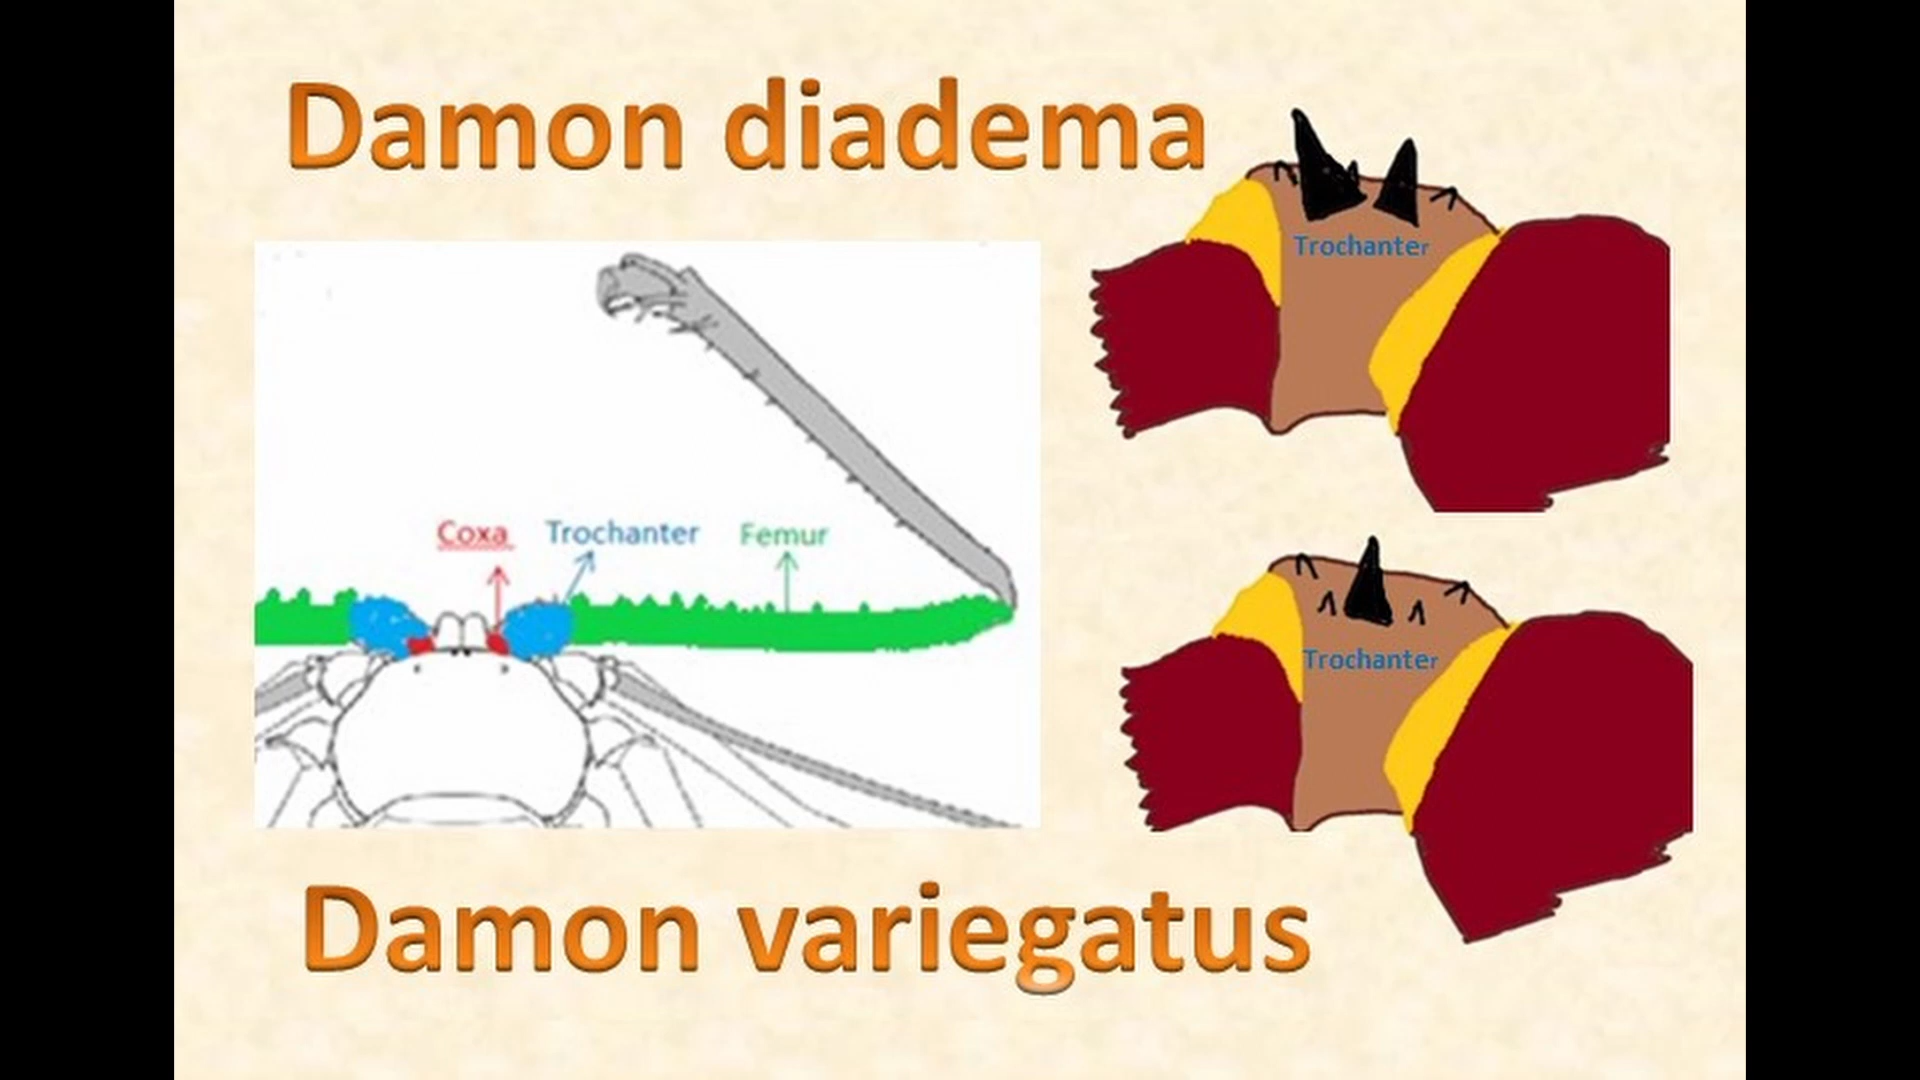 Damon diadema
Trochanter
Coxa Trochanter Femur
Trochanter
Damon variegatus